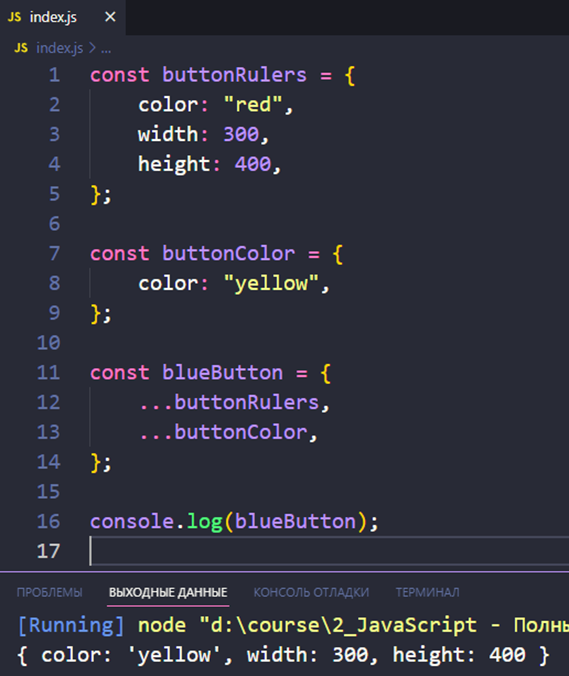 JS index.js ×
JS index.js > ...
1 const buttonRulers = {
2 color: "red",
3 width: 300,
4 height: 400,
5 };
6
7 const buttonColor = {
8 color: "yellow",
9 };
10
11 const blueButton = {
12 ...buttonRulers,
13 ...buttonColor,
14 };
15
16 console.log(blueButton);
17
ПРОБЛЕМЫ ВЫХОДНЫЕ ДАННЫЕ КОНСОЛЬ ОТЛАДКИ ТЕРМИНАЛ
[Running] node "d:\course\2_JavaScript - Полны
{ color: 'yellow', width: 300, height: 400 }